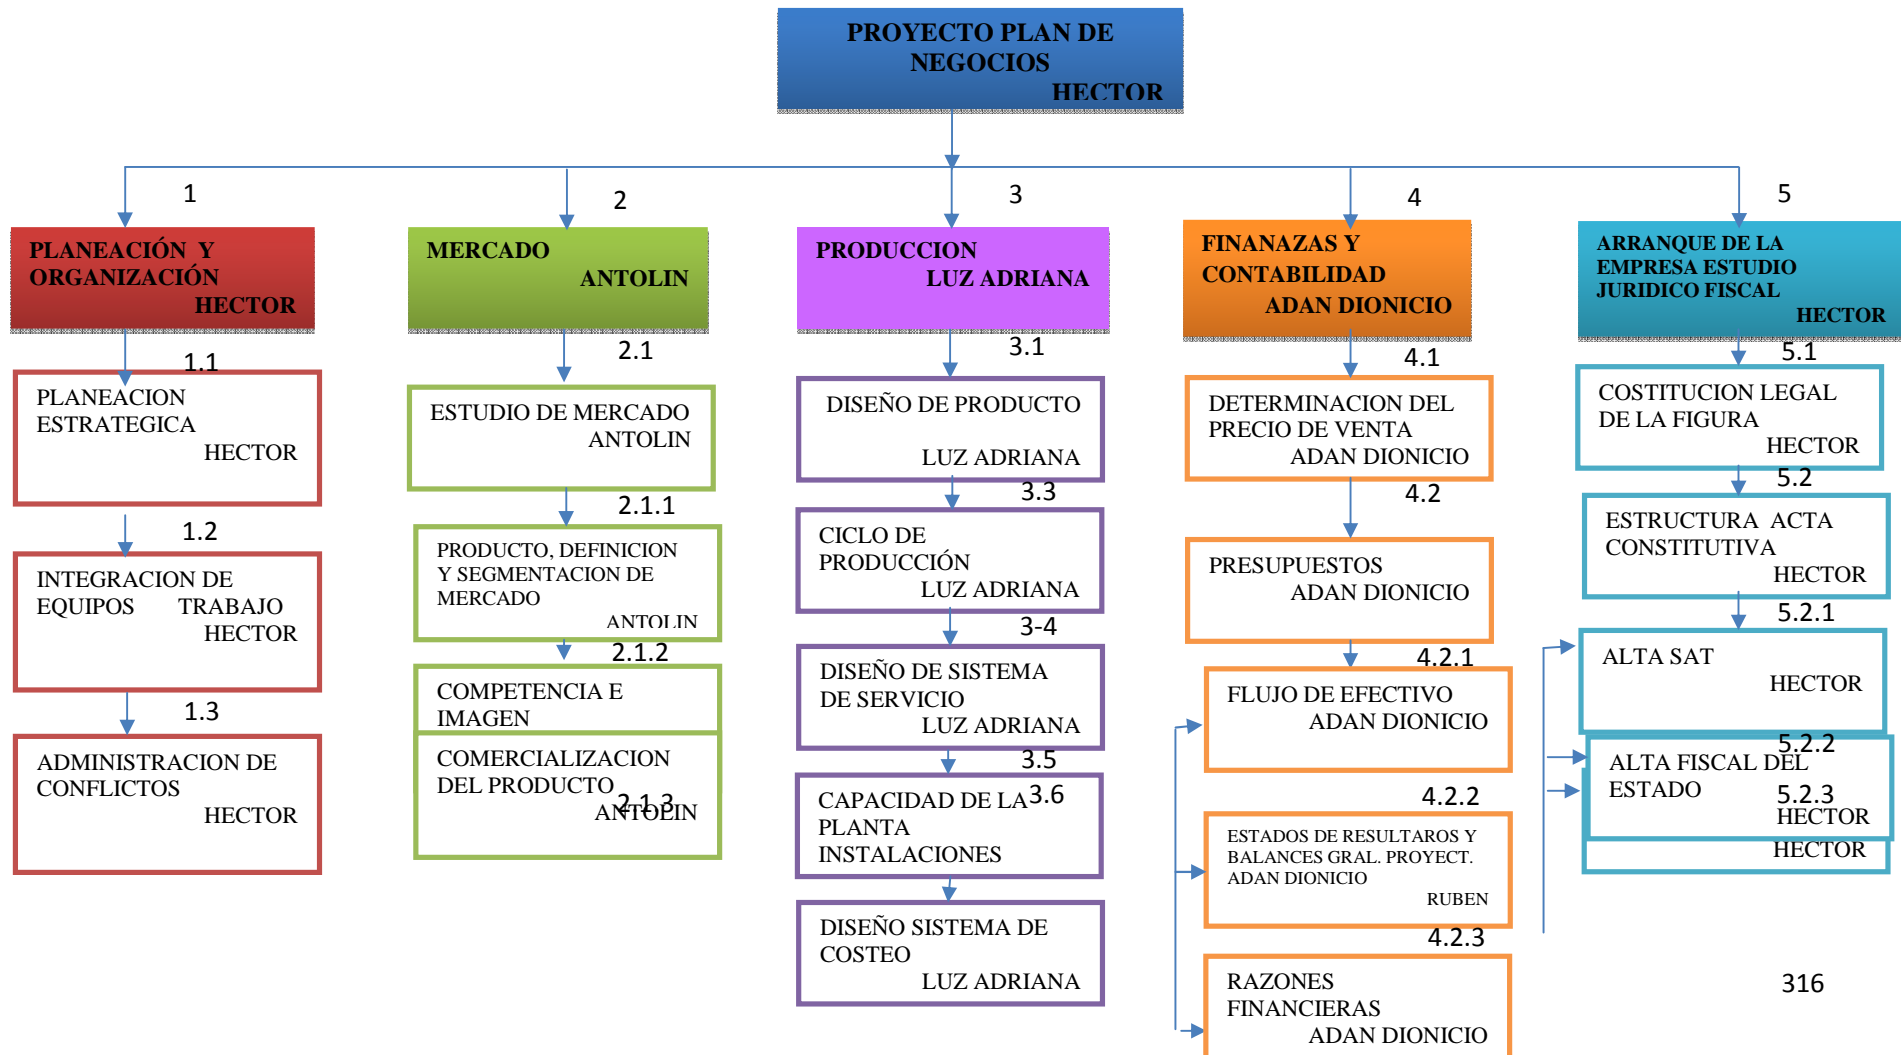 PROYECTO PLAN DE
NEGOCIOS
HECTOR
1
PLANEACIÓN Y
ORGANIZACIÓN
HECTOR
1.1
PLANEACION
ESTRATEGICA
HECTOR
1.2
INTEGRACION DE
EQUIPOS TRABAJO
HECTOR
1.3
ADMINISTRACION DE
CONFLICTOS
HECTOR
2
MERCADO
ANTOLIN
2.1
ESTUDIO DE MERCADO
ANTOLIN
2.1.1
PRODUCTO, DEFINICION
Y SEGMENTACION DE
MERCADO
ANTOLIN
2.1.2
COMPETENCIA E
IMAGEN
COMERCIALIZACION
DEL PRODUCTO
2.1.3
ANTOLIN
3
PRODUCCION
LUZ ADRIANA
3.1
DISEÑO DE PRODUCTO
LUZ ADRIANA
3.3
CICLO DE
PRODUCCIÓN
LUZ ADRIANA
3-4
DISEÑO DE SISTEMA
DE SERVICIO
LUZ ADRIANA
3.5
3.6
CAPACIDAD DE LA
PLANTA
INSTALACIONES
DISEÑO SISTEMA DE
COSTEO
LUZ ADRIANA
4
FINANAZAS Y
CONTABILIDAD
ADAN DIONICIO
4.1
DETERMINACION DEL
PRECIO DE VENTA
ADAN DIONICIO
4.2
PRESUPUESTOS
ADAN DIONICIO
4.2.1
FLUJO DE EFECTIVO
ADAN DIONICIO
4.2.2
ESTADOS DE RESULTAROS Y
BALANCES GRAL. PROYECT.
ADAN DIONICIO
RUBEN
4.2.3
RAZONES
FINANCIERAS
ADAN DIONICIO
5
ARRANQUE DE LA
EMPRESA ESTUDIO
JURIDICO FISCAL
HECTOR
5.1
COSTITUCION LEGAL
DE LA FIGURA
HECTOR
5.2
ESTRUCTURA ACTA
CONSTITUTIVA
HECTOR
5.2.1
ALTA SAT
HECTOR
5.2.2
ALTA FISCAL DEL
ESTADO
5.2.3
HECTOR
HECTOR
316